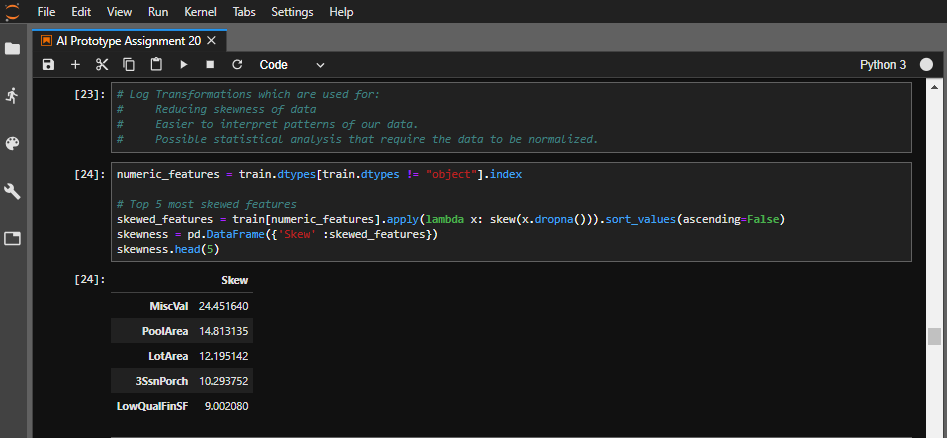 File Edit View Run Kernel Tabs Settings Help
AI Prototype Assignment 20
Code Python 3
[23]: # Log Transformations which are used for:
# Reducing skewness of data
# Easier to interpret patterns of our data.
# Possible statistical analysis that require the data to be normalized.
[24]: numeric_features = train.dtypes[train.dtypes != "object"].index
# Top 5 most skewed features
skewed_features = train[numeric_features].apply(lambda x: skew(x.dropna())).sort_values(ascending=False)
skewness = pd.DataFrame({'Skew' :skewed_features})
skewness.head(5)
[24]: Skew
MiscVal 24.451640
PoolArea 14.813135
LotArea 12.195142
3SsnPorch 10.293752
LowQualFinSF 9.002080